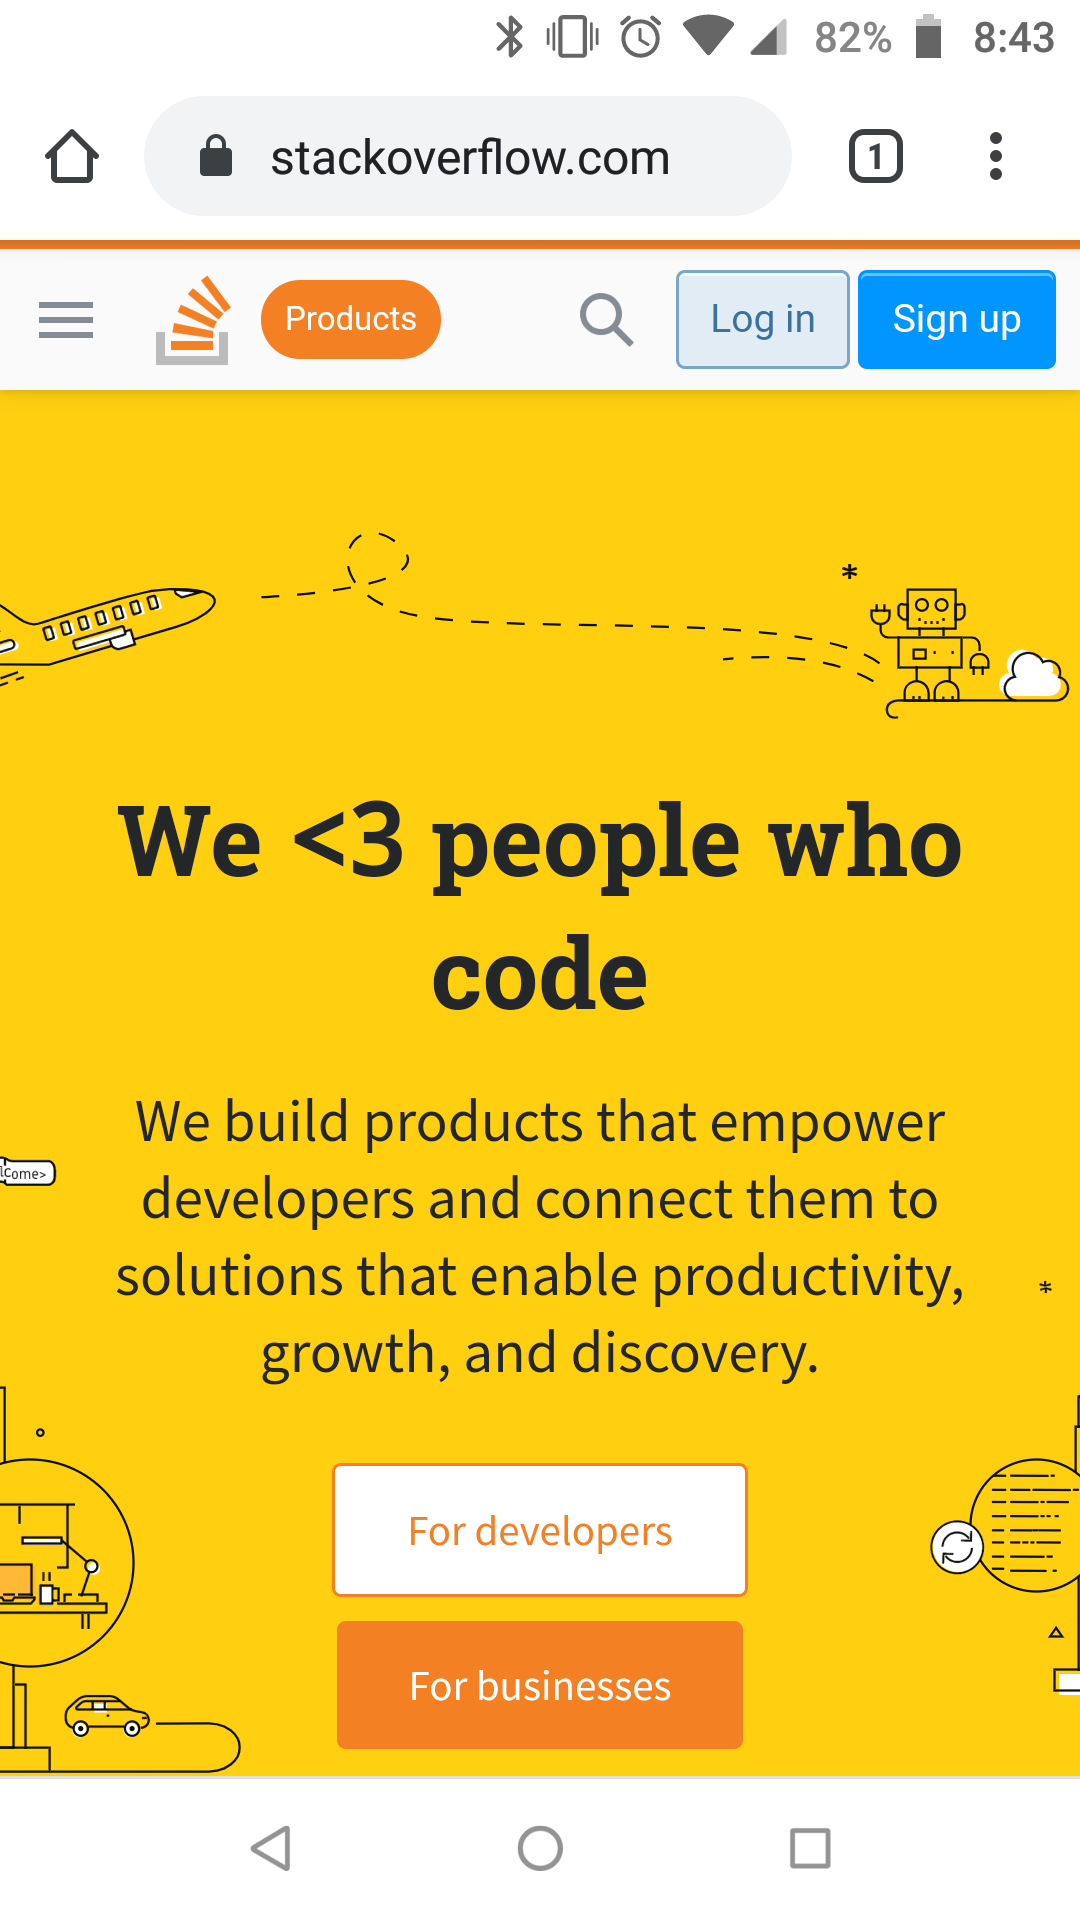 82% 8:43
stackoverflow.com 1
Products Log in Sign up
We <3 people who
code
We build products that empower
developers and connect them to
lcome>
solutions that enable productivity,
growth, and discovery.
For developers
For businesses